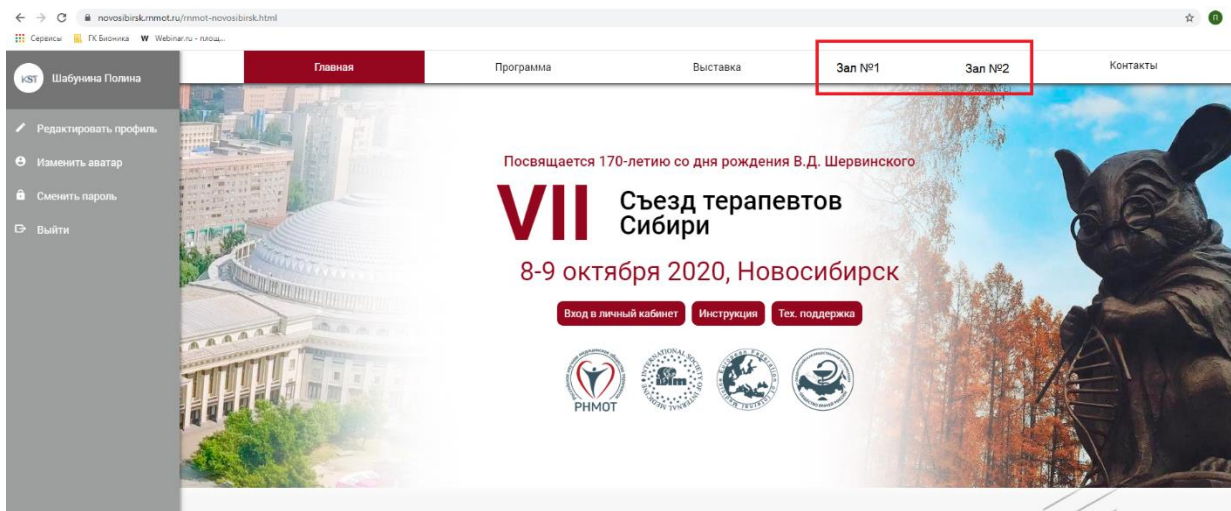 novosibirsk.rnmot.ru/rnmot-novosibirsk.html
П
Сервисы ГК Бионика W Webinar.ru - площ...
KST Шабунина Полина
Главная Программа Выставка Зал №1 Зал №2 Контакты
Редактировать профиль
Изменить аватар
Сменить пароль
Выйти
Посвящается 170-летию со дня рождения В.Д. Шервинского
VII Съезд терапевтов
Сибири
8-9 октября 2020, Новосибирск
Вход в личный кабинет Инструкция Тех. поддержка
РНМОТ